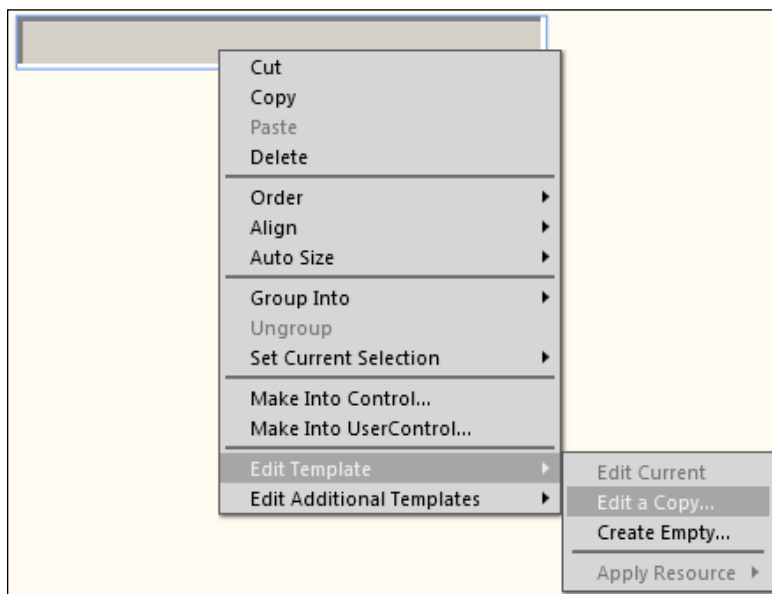 Cut
Copy
Paste
Delete
Order
Align
Auto Size
Group Into
Ungroup
Set Current Selection
Make Into Control...
Make Into UserControl...
Edit Template
Edit Additional Templates
Edit Current
Edit a Copy...
Create Empty...
Apply Resource